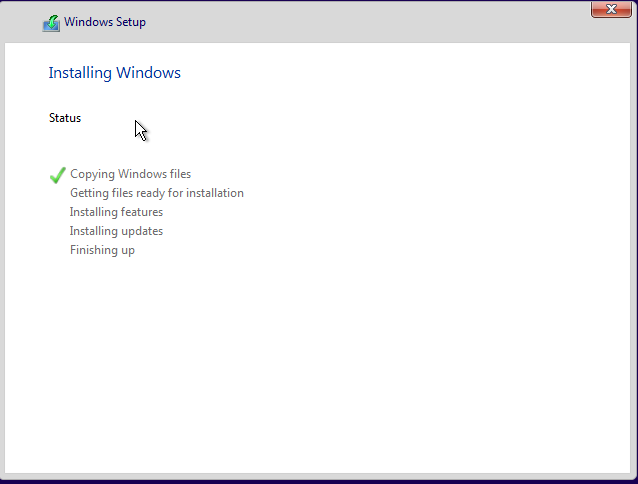 Windows Setup
Installing Windows
Status
Copying Windows files
Getting files ready for installation
Installing features
Installing updates
Finishing up